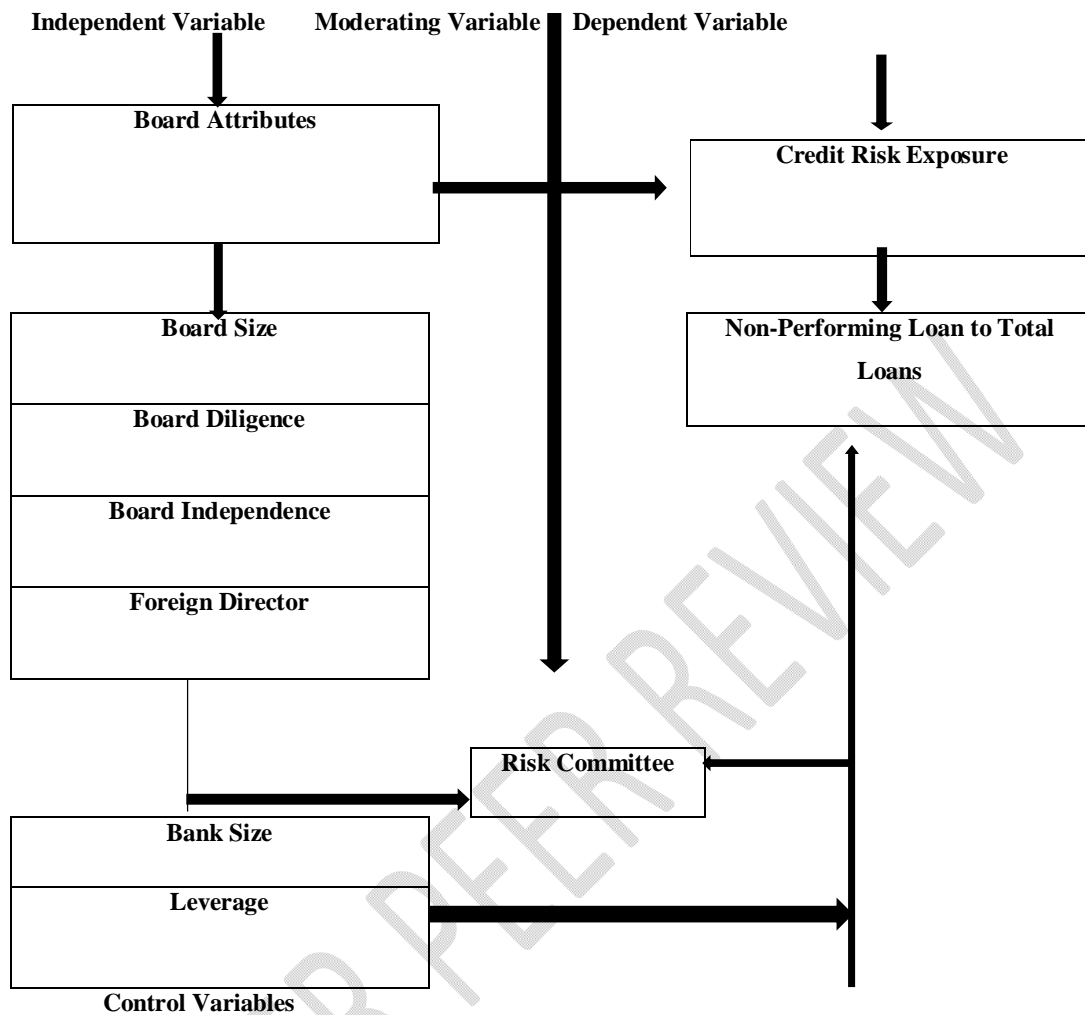 Independent Variable Moderating Variable Dependent Variable
Board Attributes
Credit Risk Exposure
Board Size
Board Diligence
Board Independence
Foreign Director
Non-Performing Loan to Total
Loans
Risk Committee
Bank Size
Leverage
Control Variables
PEER REVIEW